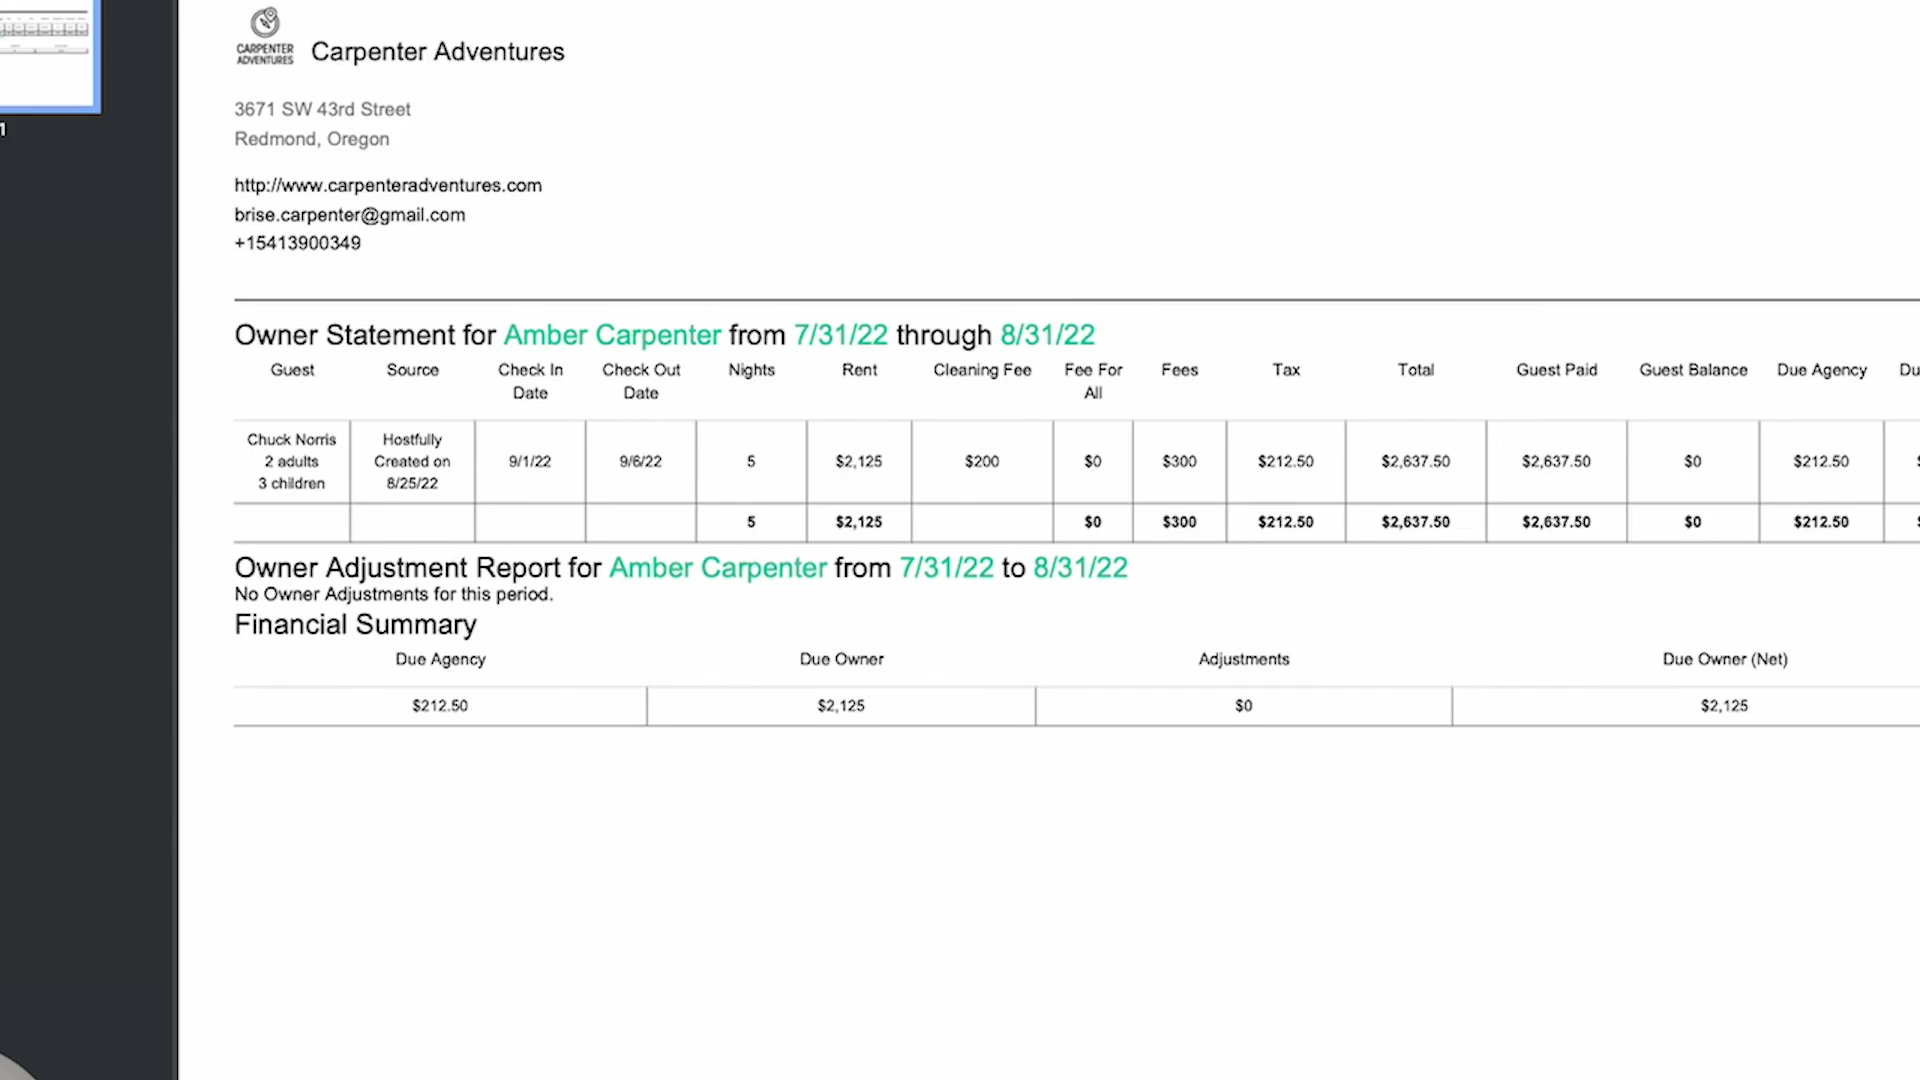 CARPENTER
ADVENTURES
Carpenter Adventures
3671 SW 43rd Street
Redmond, Oregon
http://www.carpenteradventures.com
brise.carpenter@gmail.com
+15413900349
1
Owner Statement for Amber Carpenter from 7/31/22 through 8/31/22
Guest Source Check In Date Check Out Date Nights Rent Cleaning Fee Fee For All Fees Tax Total Guest Paid Guest Balance Due Agency Du
Chuck Norris 2 adults 3 children Hostfully Created on 8/25/22 9/1/22 9/6/22 5 $2,125 $200 $0 $300 $212.50 $2,637.50 $2,637.50 $0 $212.50
5 $2,125 $0 $300 $212.50 $2,637.50 $2,637.50 $0 $212.50
Owner Adjustment Report for Amber Carpenter from 7/31/22 to 8/31/22
No Owner Adjustments for this period.
Financial Summary
Due Agency Due Owner Adjustments Due Owner (Net)
$212.50 $2,125 $0 $2,125